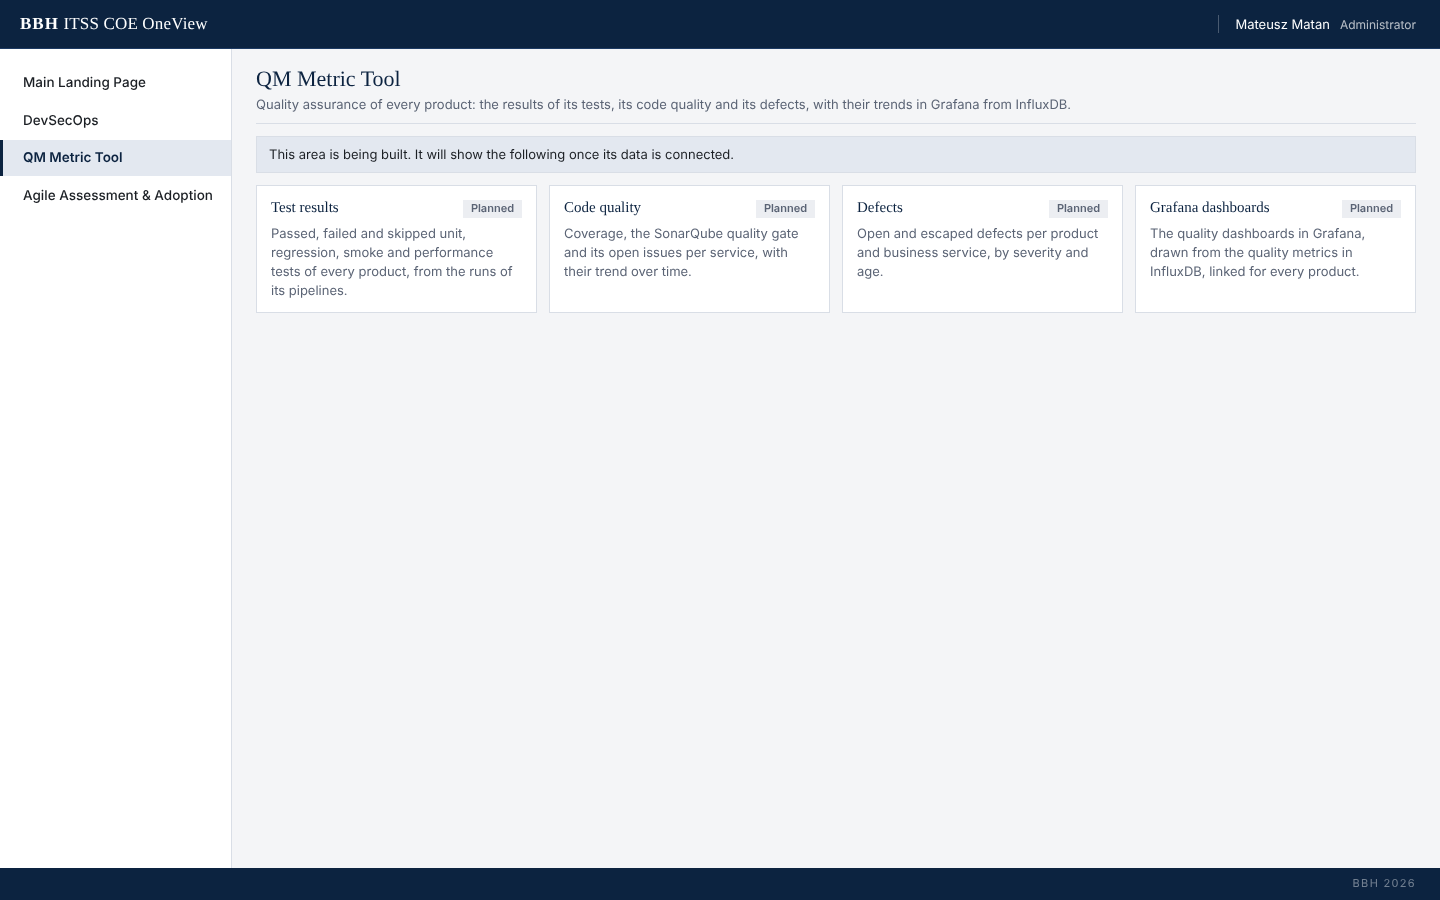 BBH ITSS COE OneView
Mateusz Matan Administrator
Main Landing Page
DevSecOps
QM Metric Tool
Agile Assessment & Adoption
QM Metric Tool
Quality assurance of every product: the results of its tests, its code quality and its defects, with their trends in Grafana from InfluxDB.
This area is being built. It will show the following once its data is connected.
Test results
Planned
Passed, failed and skipped unit,
regression, smoke and performance
tests of every product, from the runs of
its pipelines.
Code quality
Planned
Coverage, the SonarQube quality gate
and its open issues per service, with
their trend over time.
Defects
Planned
Open and escaped defects per product
and business service, by severity and
age.
Grafana dashboards
Planned
The quality dashboards in Grafana,
drawn from the quality metrics in
InfluxDB, linked for every product.
BBH 2026